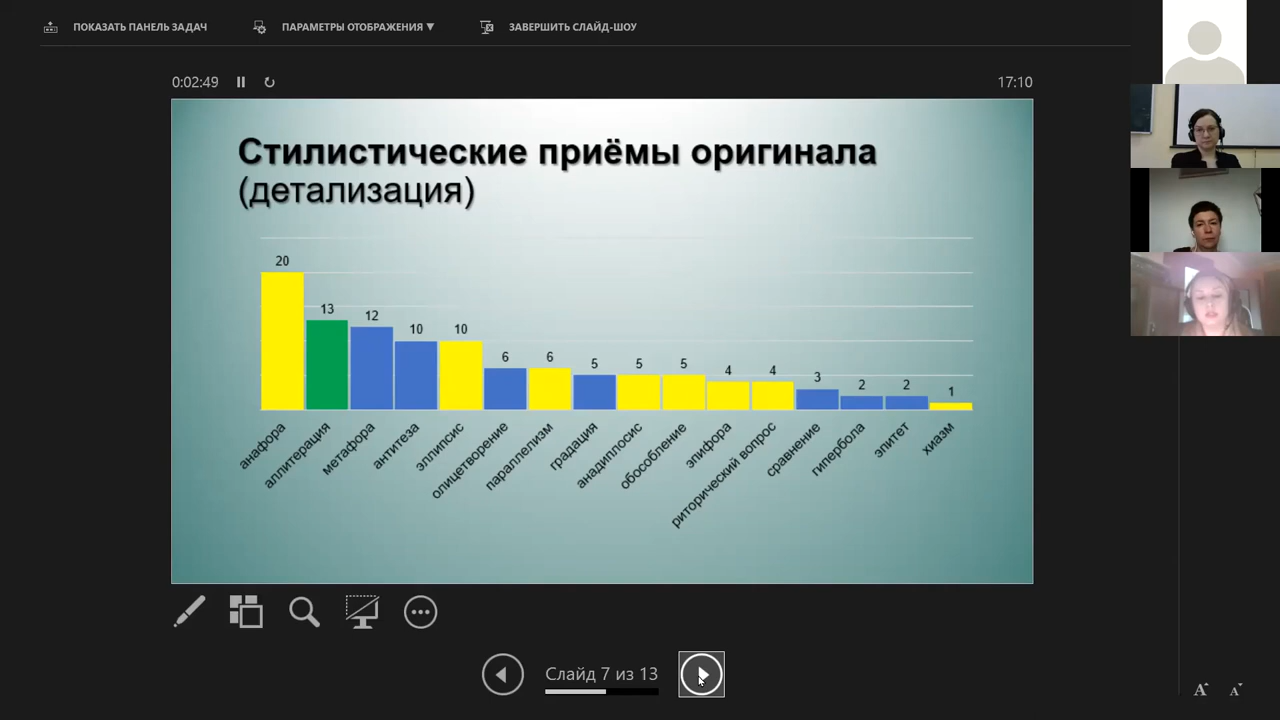 ПОКАЗАТЬ ПАНЕЛЬ ЗАДАЧ ПАРАМЕТРЫ ОТОБРАЖЕНИЯ ▼ ЗАВЕРШИТЬ СЛАЙД-ШОУ
0:02:49 17:10
Стилистические приёмы оригинала
(детализация)
20
13
12
10
10
6
6
5
5
5
4
4
3
2
2
1
анафора
аллитерация
метафора
антитеза
эллипсис
олицетворение
параллелизм
градация
анадиплосис
обособление
эпифора
риторический вопрос
сравнение
гипербола
эпитет
хиазм
Слайд 7 из 13
A A